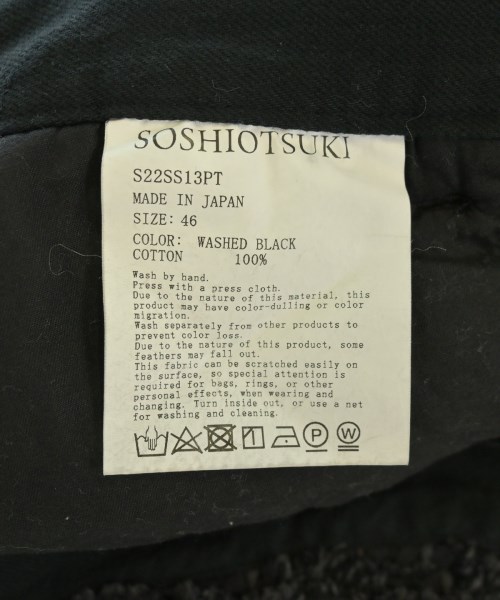 SOSHIOTSUKI
S22SS13PT
MADE IN JAPAN
SIZE: 46
COLOR: WASHED BLACK
COTTON 100%
Wash by hand.
Press with a press cloth.
Due to the nature of this material, this
product may have color-dulling or color
migration.
Wash separately from other products to
prevent color loss.
Due to the nature of this product, some
feathers may fall out.
This fabric can be scratched easily on
the surface, so special attention is
required for bags, rings, or other
personal effects, when wearing and
changing. Turn inside out, or use a net
for washing and cleaning.
P W